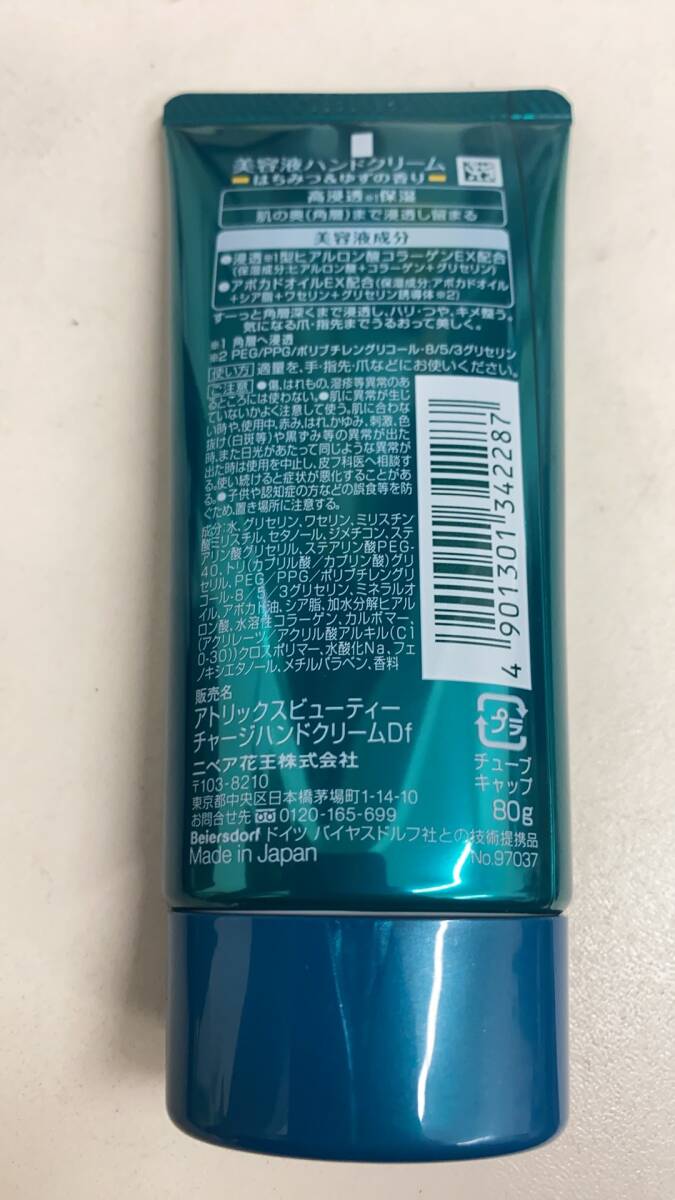 美容液ハンドクリーム
はちみつ&ゆずの香り
高浸透※1保湿
肌の奥(角層)まで浸透し留まる
美容液成分
●浸透※1型ヒアルロン酸コラーゲンEX配合
(保湿成分:ヒアルロン酸+コラーゲン+グリセリン)
●アボカドオイルEX配合(保湿成分:アボカドオイル
+シア脂+ワセリン+グリセリン誘導体※2)
すーっと角層深くまで浸透し、ハリ・つや、キメ整う。
気になる爪・指先までうるおって美しく。
※1 角層へ浸透
※2 PEG/PPG/ポリブチレングリコール-8/5/3グリセリン
使い方 適量を、手・指先・爪などにお使いください。
ご注意 ●傷、はれもの、湿疹等異常のあ
るところには使わない。●肌に異常が生じ
ていないかよく注意して使う。肌に合わな
い時や、使用中、赤み、はれ、かゆみ、刺激、色
抜け(白斑等)や黒ずみ等の異常が出た
時、また日光があたって同じような異常が
出た時は使用を中止し、皮フ科医へ相談す
る。使い続けると症状が悪化することがあ
る。●子供や認知症の方などの誤食等を防
ぐため、置き場所に注意する。
成分:水、グリセリン、ワセリン、ミリスチン
酸ミリスチル、セタノール、ジメチコン、ステ
アリン酸グリセリル、ステアリン酸PEG-
40、トリ(カプリル酸/カプリン酸)グリ
セリル、PEG/PPG/ポリブチレングリ
コール-8/5/3グリセリン、ミネラルオ
イル、アボカド油、シア脂、加水分解ヒアル
ロン酸、水溶性コラーゲン、カルボマー、
(アクリレーツ/アクリル酸アルキル(C1
0-30))クロスポリマー、水酸化Na、フェ
ノキシエタノール、メチルパラベン、香料
4 901301 342287
販売名
アトリックスビューティー
チャージハンドクリームDf
ニベア花王株式会社
〒103-8210
東京都中央区日本橋茅場町1-14-10
お問合せ先 0120-165-699
プラ
チューブ
キャップ
80g
Beiersdorf ドイツ バイヤスドルフ社との技術提携品
Made in Japan
No.97037